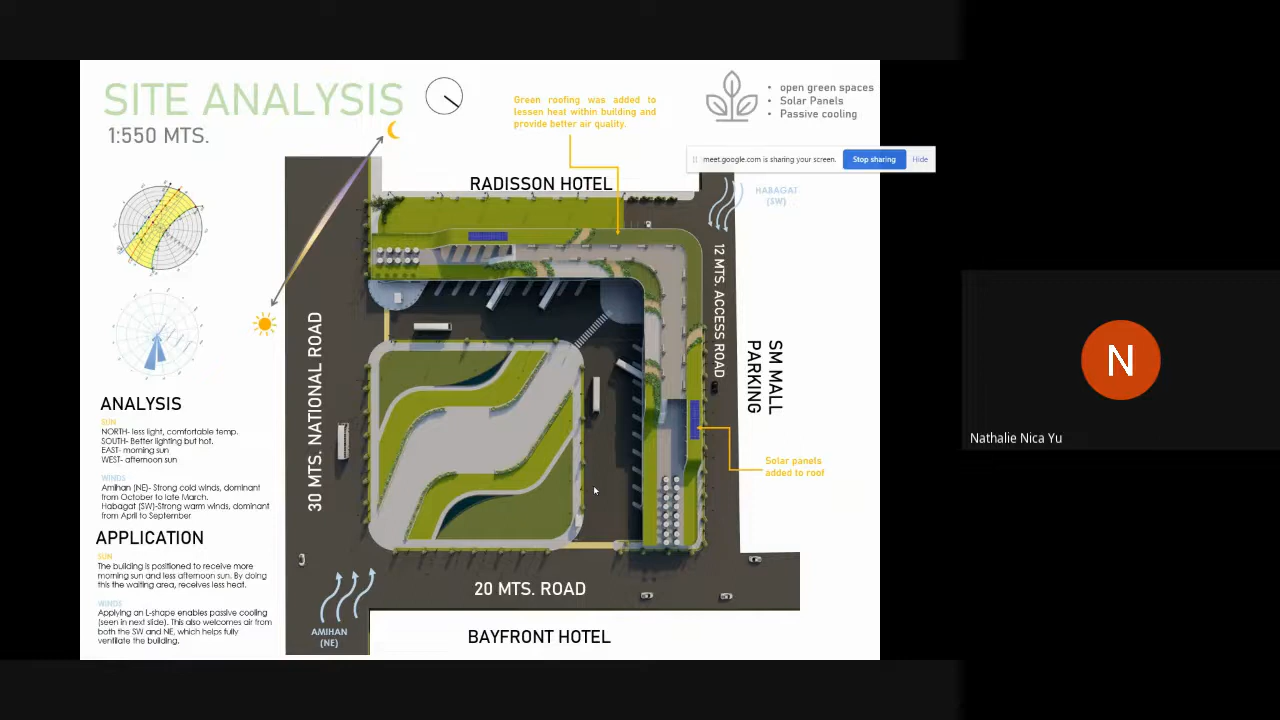 SITE ANALYSIS
1:550 MTS.
Green roofing was added to
lessen heat within building and
provide better air quality.
• open green spaces
• Solar Panels
• Passive cooling
meet.google.com is sharing your screen.
Stop sharing
Hide
RADISSON HOTEL
HABAGAT
(SW)
12 MTS. ACCESS ROAD
30 MTS. NATIONAL ROAD
SM MALL
PARKING
Solar panels
added to roof
20 MTS. ROAD
AMIHAN
(NE)
BAYFRONT HOTEL
ANALYSIS
SUN
NORTH- less light, comfortable temp.
SOUTH- Better lighting but hot.
EAST- morning sun
WEST- afternoon sun
WINDS
Amihan (NE)- Strong cold winds, dominant
from October to late March.
Habagat (SW)-Strong warm winds, dominant
from April to September
APPLICATION
SUN
The building is positioned to receive more
morning sun and less afternoon sun. By doing
this the waiting area, receives less heat.
WINDS
Applying an L-shape enables passive cooling
(seen in next slide). This also welcomes air from
both the SW and NE, which helps fully
ventilate the building.
N
Nathalie Nica Yu